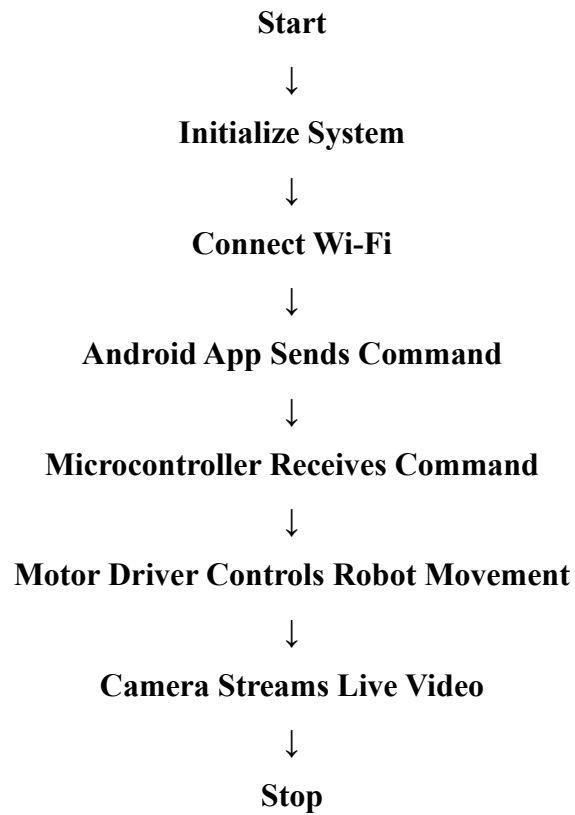 Start
↓
Initialize System
↓
Connect Wi-Fi
↓
Android App Sends Command
↓
Microcontroller Receives Command
↓
Motor Driver Controls Robot Movement
↓
Camera Streams Live Video
↓
Stop